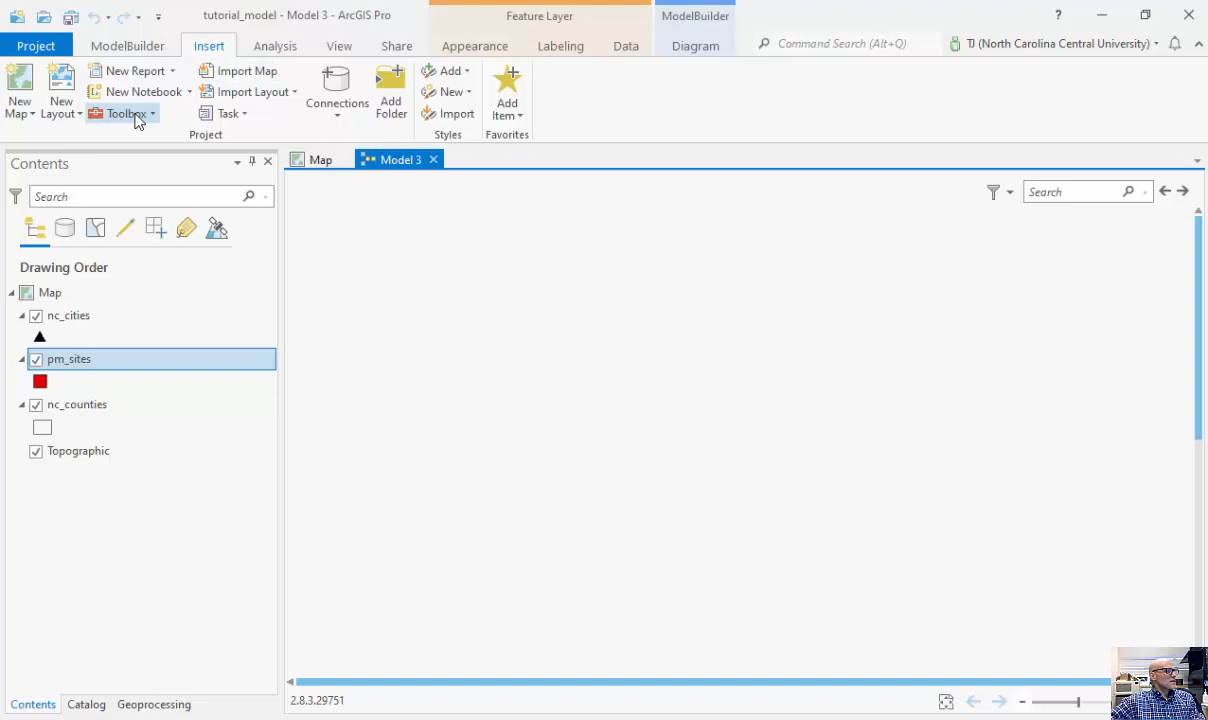 tutorial_model - Model 3 - ArcGIS Pro
Feature Layer
ModelBuilder
?
Project
ModelBuilder
Insert
Analysis
View
Share
Appearance
Labeling
Data
Diagram
Command Search (Alt+Q)
TJ (North Carolina Central University)
New Map
New Layout
New Report
New Notebook
Toolbox
Import Map
Import Layout
Task
Project
Connections
Add Folder
Add
New
Import
Styles
Add Item
Favorites
Contents
Search
Drawing Order
Map
nc_cities
pm_sites
nc_counties
Topographic
Contents
Catalog
Geoprocessing
Map
Model 3
Search
2.8.3.29751